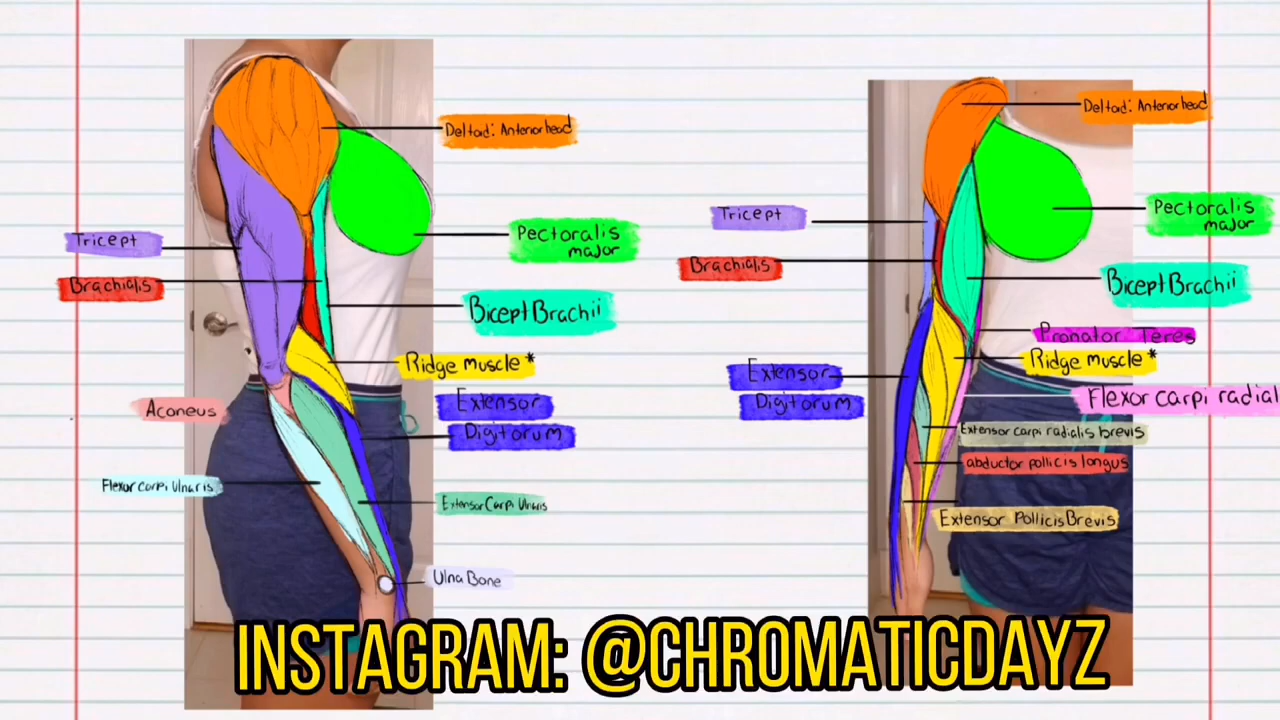 Deltoid: Anterior head
Tricept
Pectoralis
major
Brachialis
Bicept Brachii
Ridge muscle*
Extensor
Digitorum
Aconeus
Flexor carpi Ulnaris
Extensor Carpi Ulnaris
Ulna Bone
Deltoid: Anterior head
Tricept
Pectoralis
major
Brachialis
Bicept Brachii
Pronator Teres
Ridge muscle*
Extensor
Digitorum
Flexor carpi radial
Extensor carpi radialis brevis
abductor pollicis longus
Extensor Pollicis Brevis
INSTAGRAM: @CHROMATICDAYZ